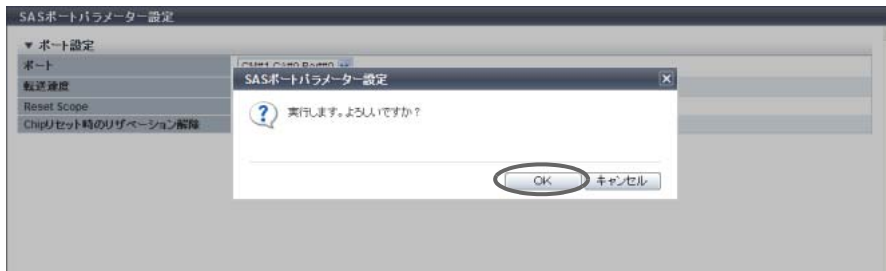 SASポートパラメーター設定
▼ ポート設定
ポート
転送速度
Reset Scope
Chipリセット時のリザベーション解除
SASポートパラメーター設定
実行します。よろしいですか？
OK
キャンセル